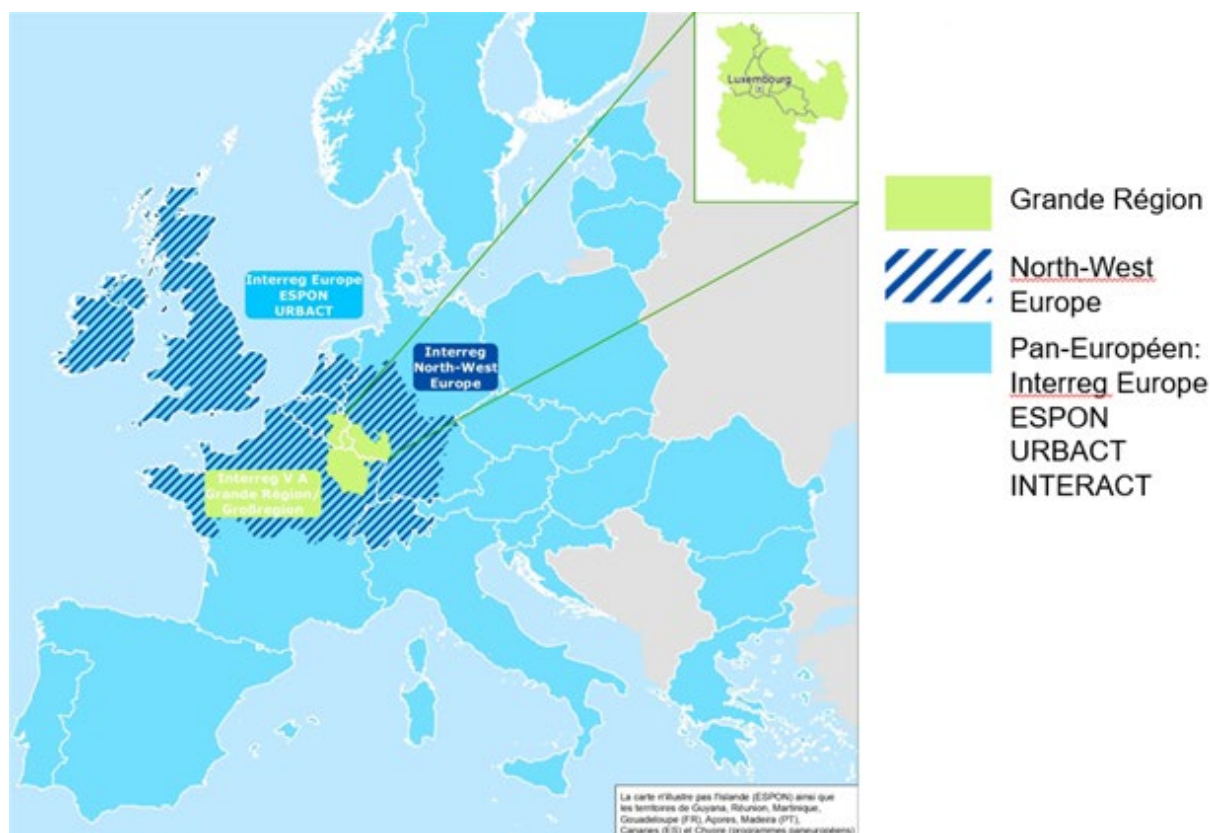 Luxembourg
Interreg Europe
ESPON
URBACT
Interreg
North-West
Europe
Interreg V A
Grande Région/
Großregion
Grande Région
North-West
Europe
Pan-Européen:
Interreg Europe
ESPON
URBACT
INTERACT
La carte n'illustre pas l'Islande (ESPON) ainsi que
les territoires de Guyana, Réunion, Martinique,
Gouadeloupe (FR), Açores, Madeira (PT),
Canaries (ES) et Chypre (programmes paneuropéens)